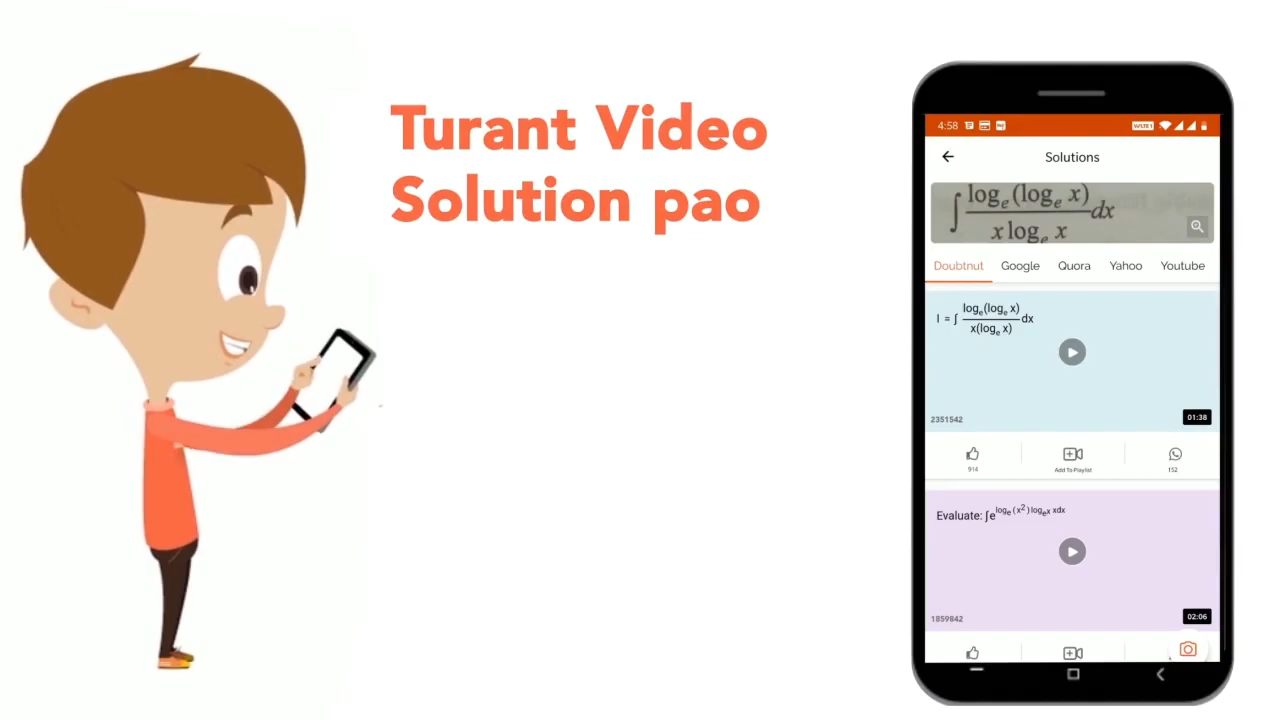 Turant Video
Solution pao
4:58
VoLTE1
Solutions
∫ logₑ(logₑ x) / x logₑ x dx
Doubtnut Google Quora Yahoo Youtube
I = ∫ logₑ(logₑ x) / x(logₑ x) dx
2351542
01:38
914
Add To Playlist
152
Evaluate: ∫e^logₑ(x²)logₑx xdx
1859842
02:06